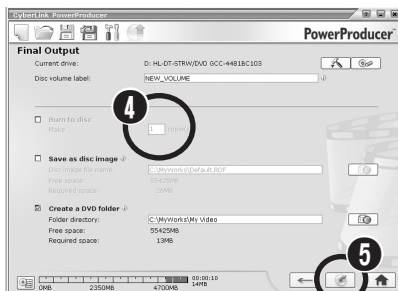 CyberLink PowerProducer
PowerProducer
Final Output
Current drive: D: HL-DT-STRW/DVD GCC-4481BC103
Disc volume label: NEW_VOLUME
Burn to disc
Make 1
4
Save as disc image
Disc image file name: C:\MyWorks\Default.RDF
Free space: 55425MB
Required space: 26MB
Create a DVD folder
Folder directory: C:\MyWorks\My Video
Free space: 55425MB
Required space: 13MB
5
00:00:10
14MB
0MB 2350MB 4700MB